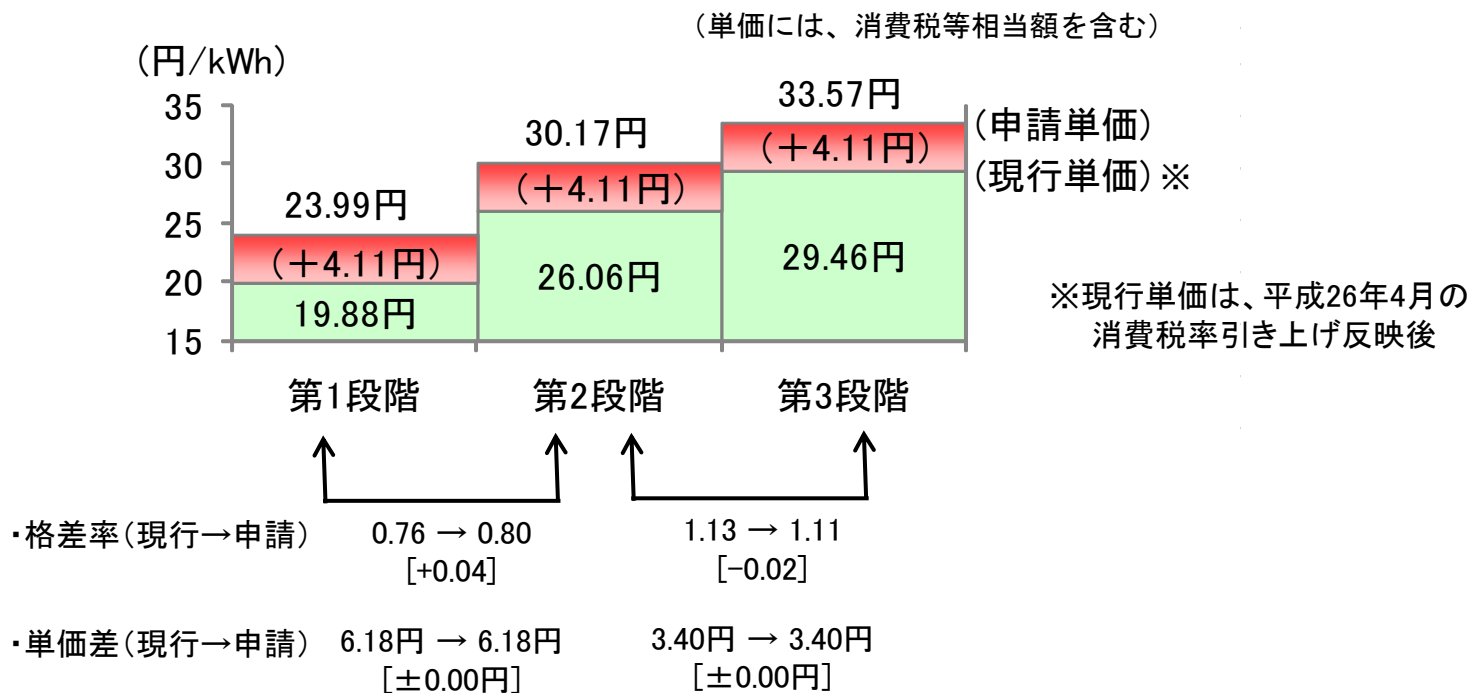 (単価には、消費税等相当額を含む)
(円/kWh)
35
30
25
20
15
23.99円
(+4.11円)
19.88円
30.17円
(+4.11円)
26.06円
33.57円
(+4.11円)
29.46円
(申請単価)
(現行単価)※
※現行単価は、平成26年4月の
消費税率引き上げ反映後
第1段階 第2段階 第3段階
・格差率(現行→申請) 0.76 → 0.80 1.13 → 1.11
[+0.04] [-0.02]
・単価差(現行→申請) 6.18円 → 6.18円 3.40円 → 3.40円
[±0.00円] [±0.00円]